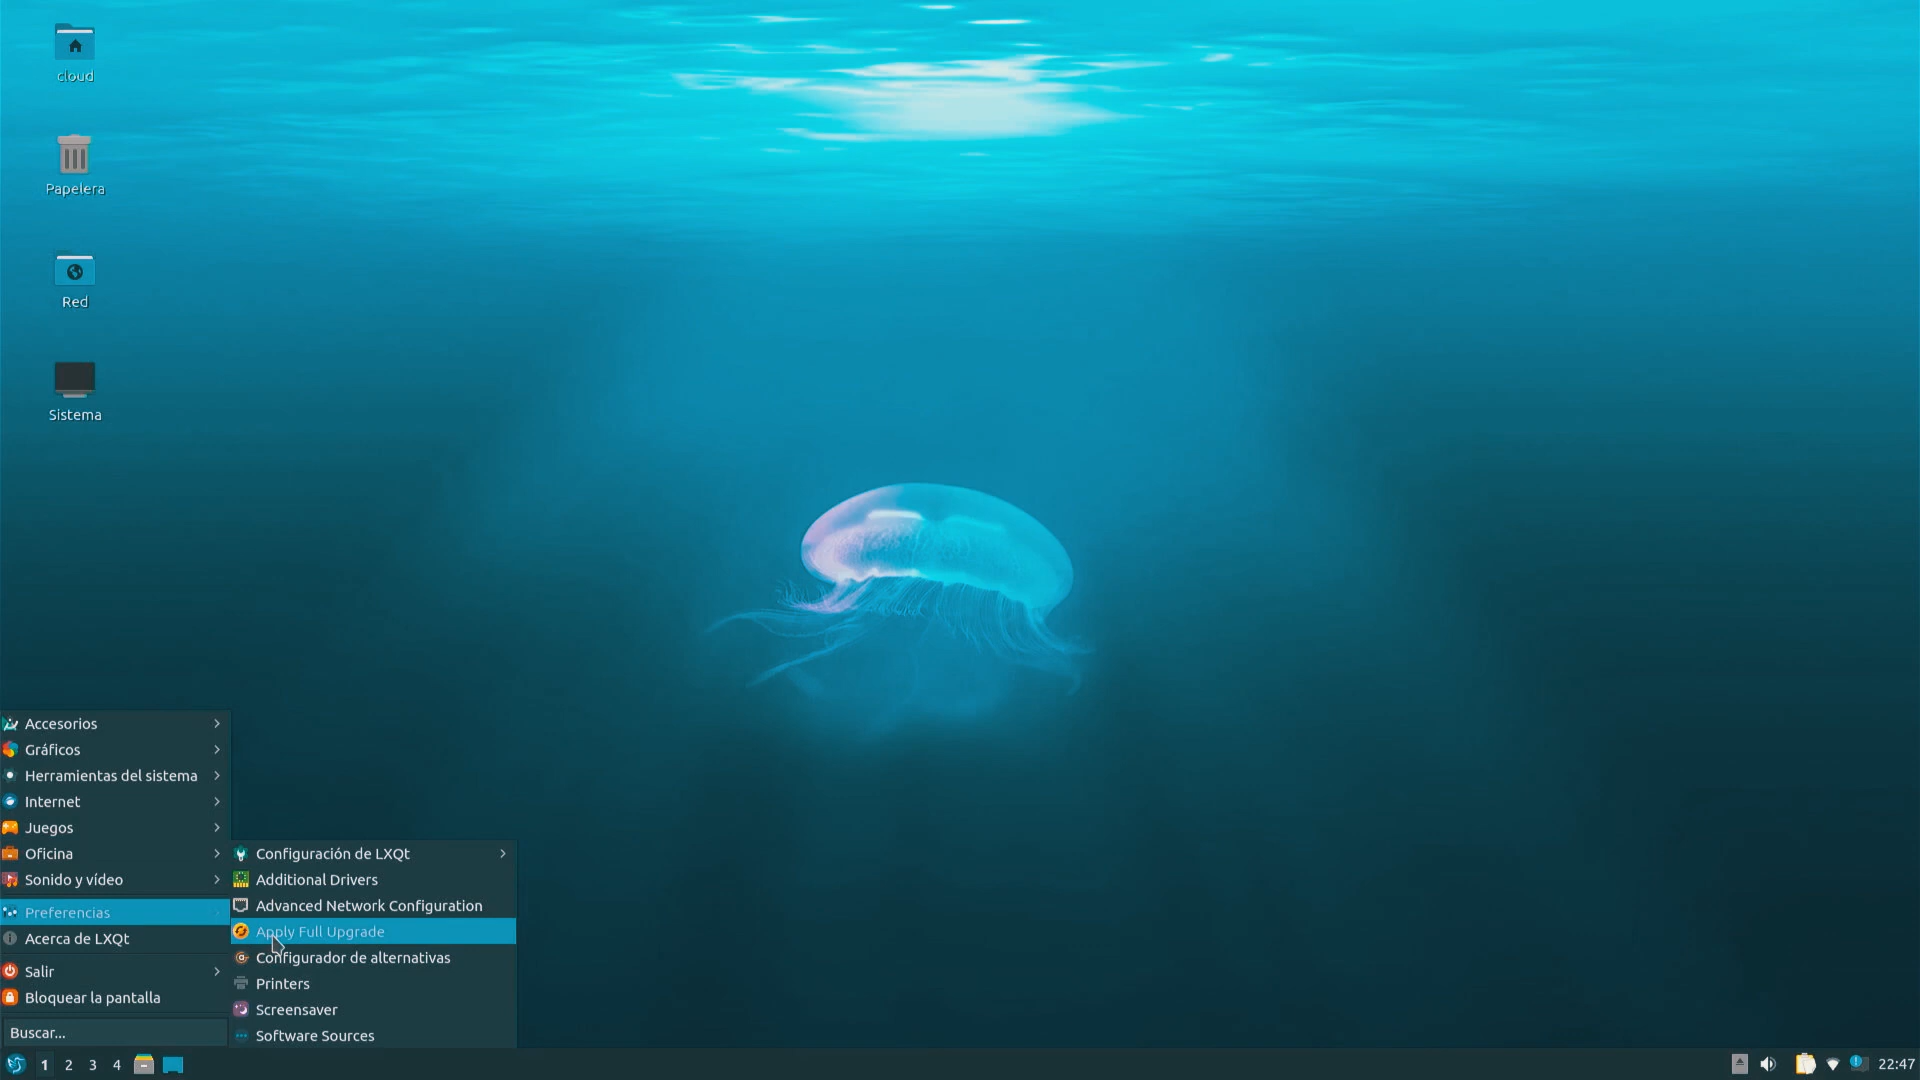 cloud
Papelera
Red
Sistema
Accesorios
Gráficos
Herramientas del sistema
Internet
Juegos
Oficina
Sonido y vídeo
Preferencias
Acerca de LXQt
Salir
Bloquear la pantalla
Buscar...
Configuración de LXQt
Additional Drivers
Advanced Network Configuration
Apply Full Upgrade
Configurador de alternativas
Printers
Screensaver
Software Sources
1 2 3 4
22:47